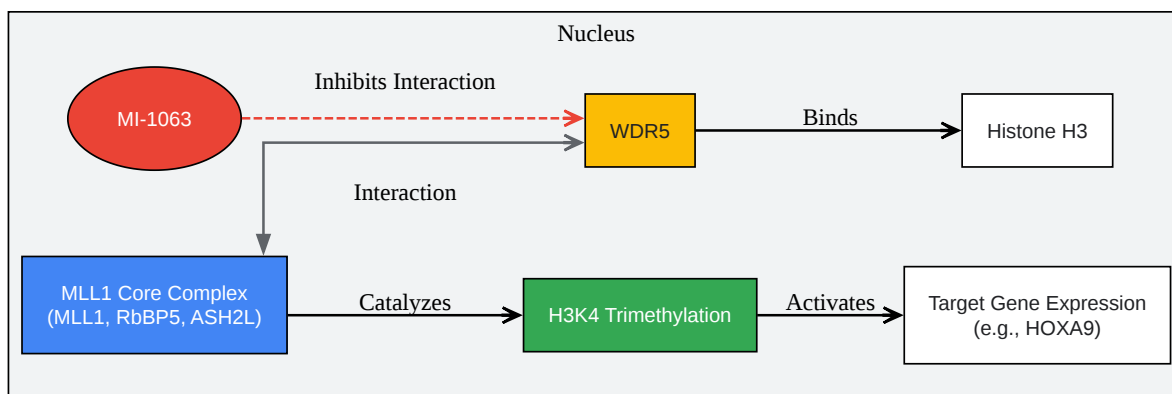 Nucleus
Inhibits Interaction
MI-1063
WDR5
Binds
Histone H3
Interaction
MLL1 Core Complex
(MLL1, RbBP5, ASH2L)
Catalyzes
H3K4 Trimethylation
Activates
Target Gene Expression
(e.g., HOXA9)